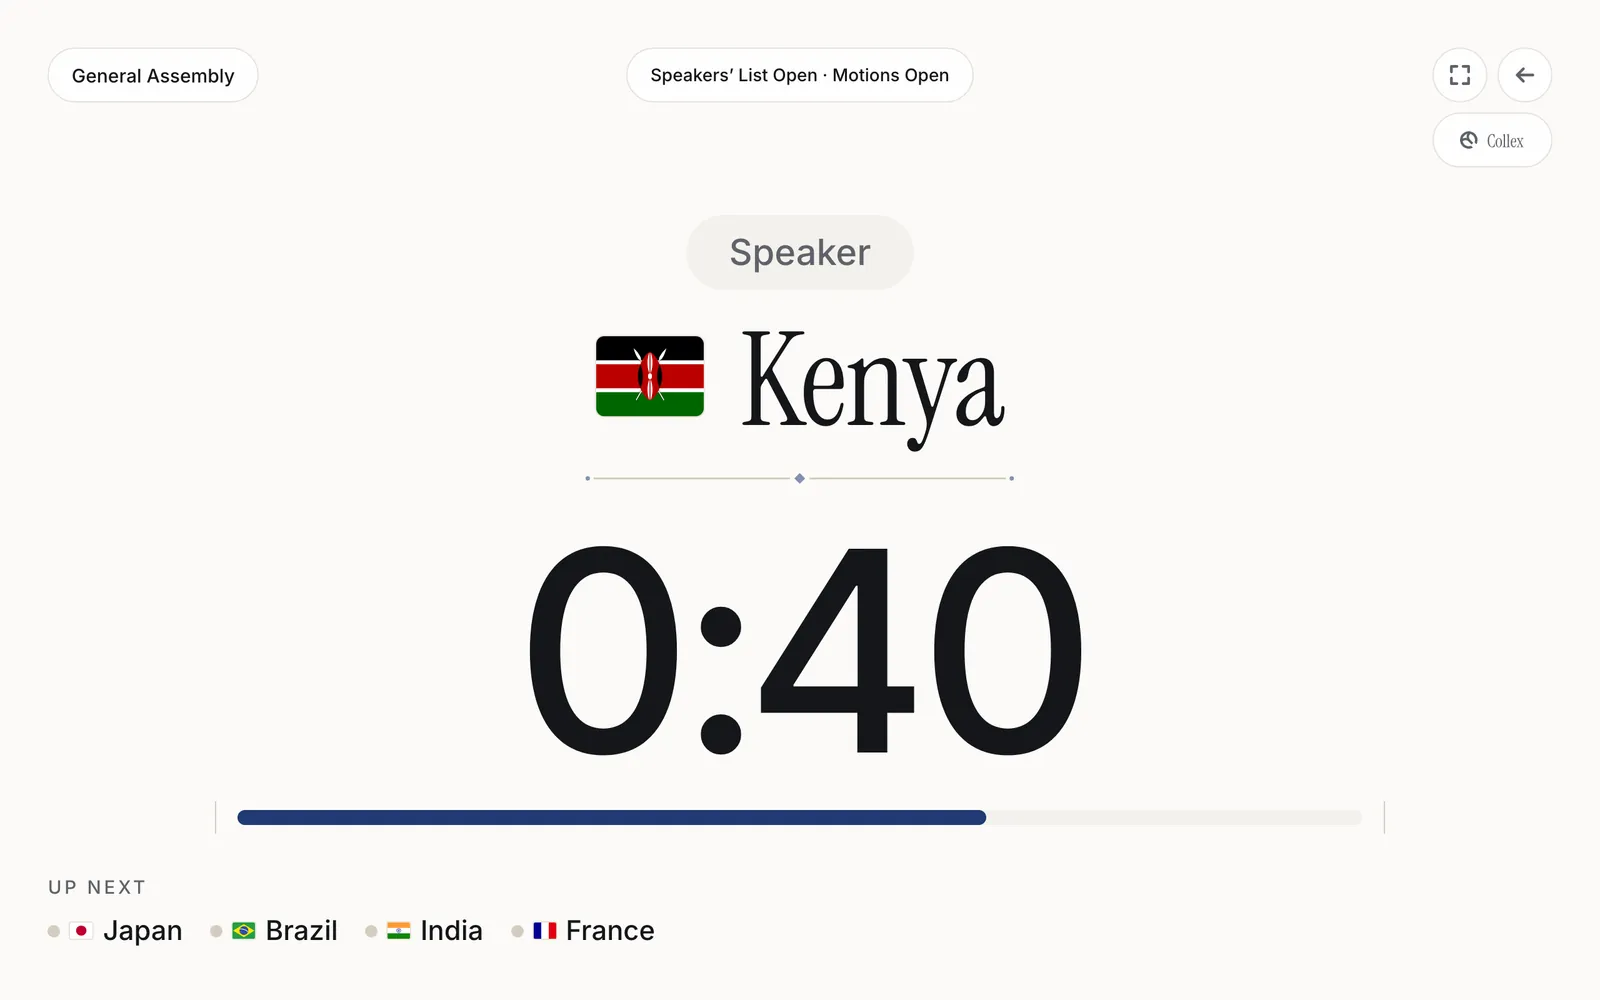 General Assembly
Speakers’ List Open · Motions Open
Collex
Speaker
Kenya
0:40
UP NEXT
Japan
Brazil
India
France